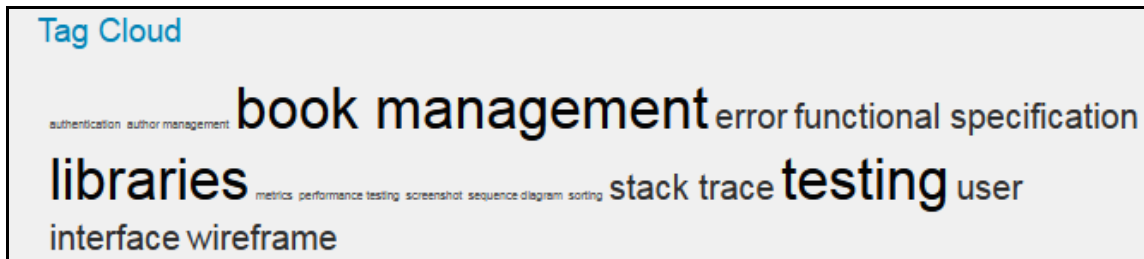 Tag Cloud
authentication author management book management error functional specification
libraries metrics performance testing screenshot sequence diagram sorting stack trace testing user
interface wireframe